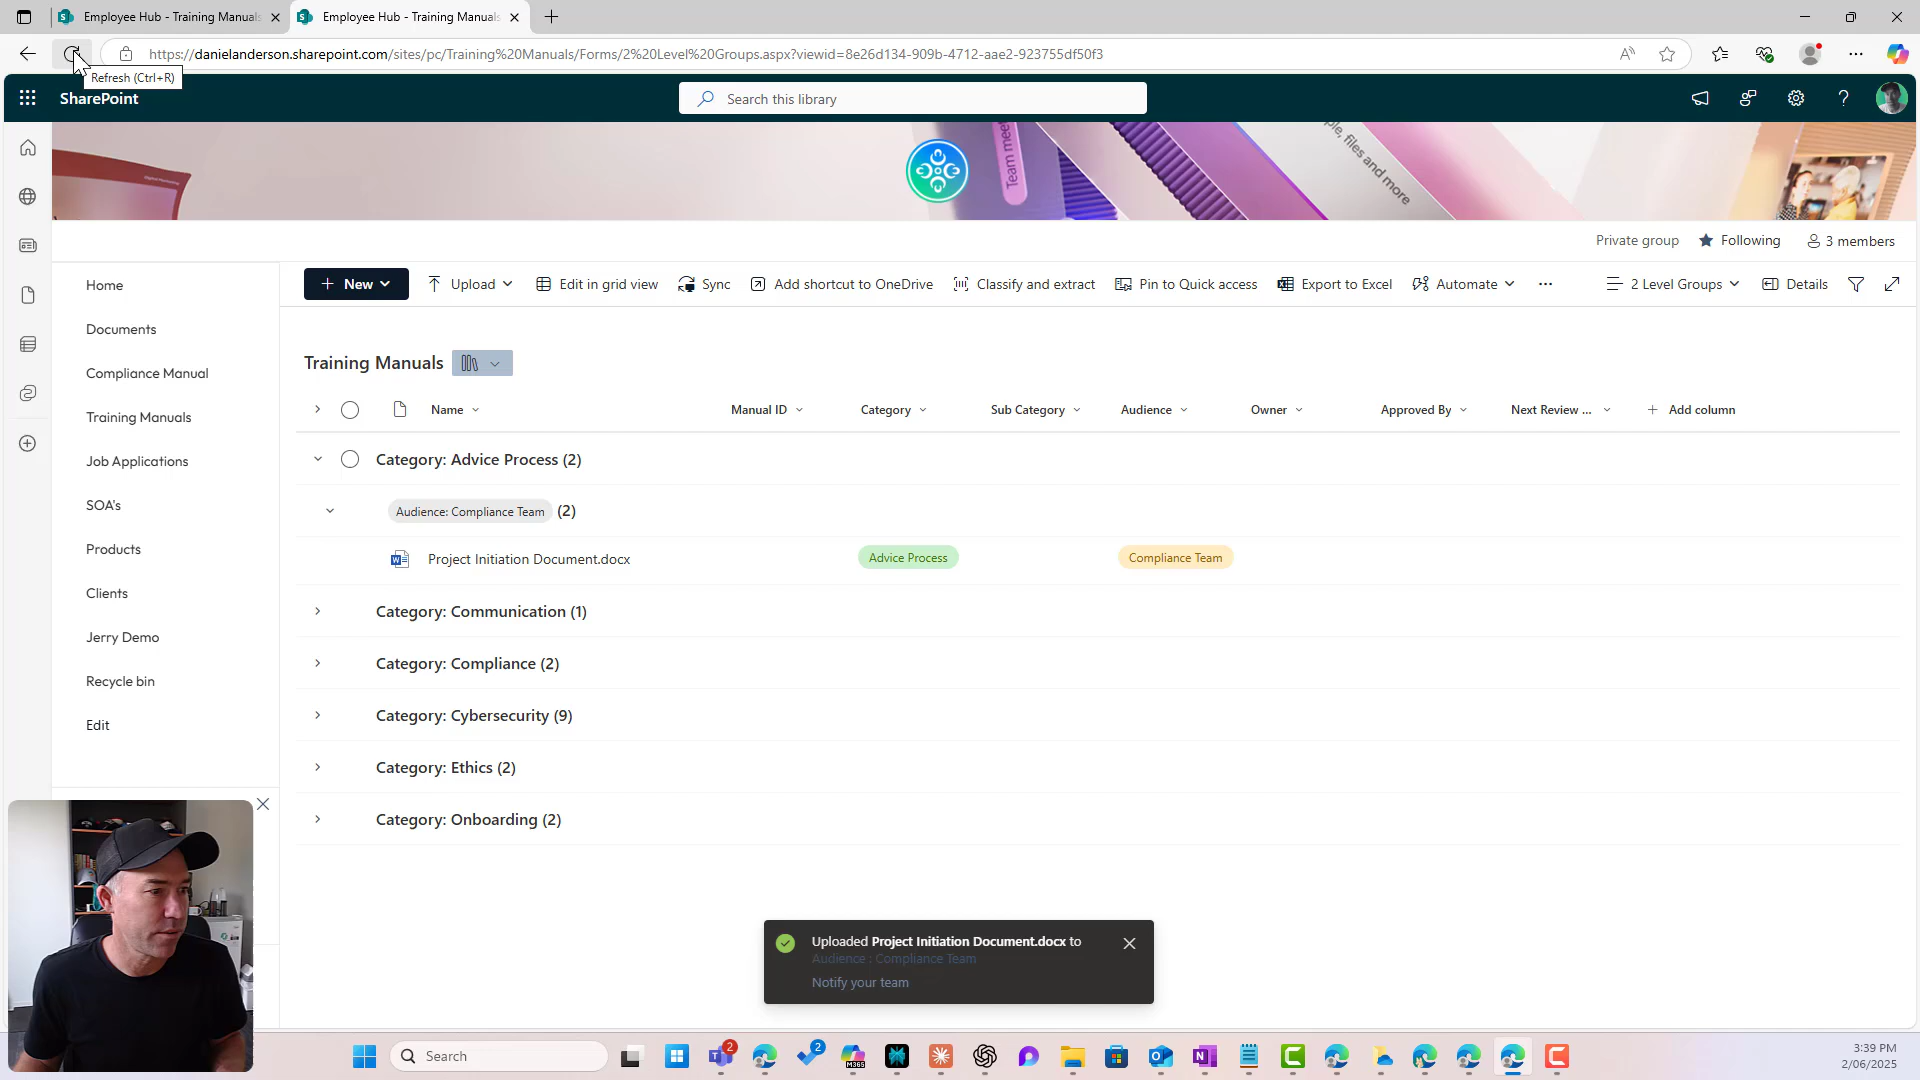 Employee Hub - Training Manuals
Employee Hub - Training Manuals
https://danielanderson.sharepoint.com/sites/pc/Training%20Manuals/Forms/2%20Level%20Groups.aspx?viewid=8e26d134-909b-4712-aae2-923755df50f3
Refresh (Ctrl+R)
SharePoint
Search this library
Team mee
ple, files and more
Private group
Following
3 members
Home
Documents
Compliance Manual
Training Manuals
Job Applications
SOA's
Products
Clients
Jerry Demo
Recycle bin
Edit
New
Upload
Edit in grid view
Sync
Add shortcut to OneDrive
Classify and extract
Pin to Quick access
Export to Excel
Automate
2 Level Groups
Details
Training Manuals
Name
Manual ID
Category
Sub Category
Audience
Owner
Approved By
Next Review ...
Add column
Category: Advice Process (2)
Audience: Compliance Team (2)
Project Initiation Document.docx
Advice Process
Compliance Team
Category: Communication (1)
Category: Compliance (2)
Category: Cybersecurity (9)
Category: Ethics (2)
Category: Onboarding (2)
Uploaded Project Initiation Document.docx to
Audience : Compliance Team
Notify your team
Search
2
2
M365
3:39 PM
2/06/2025